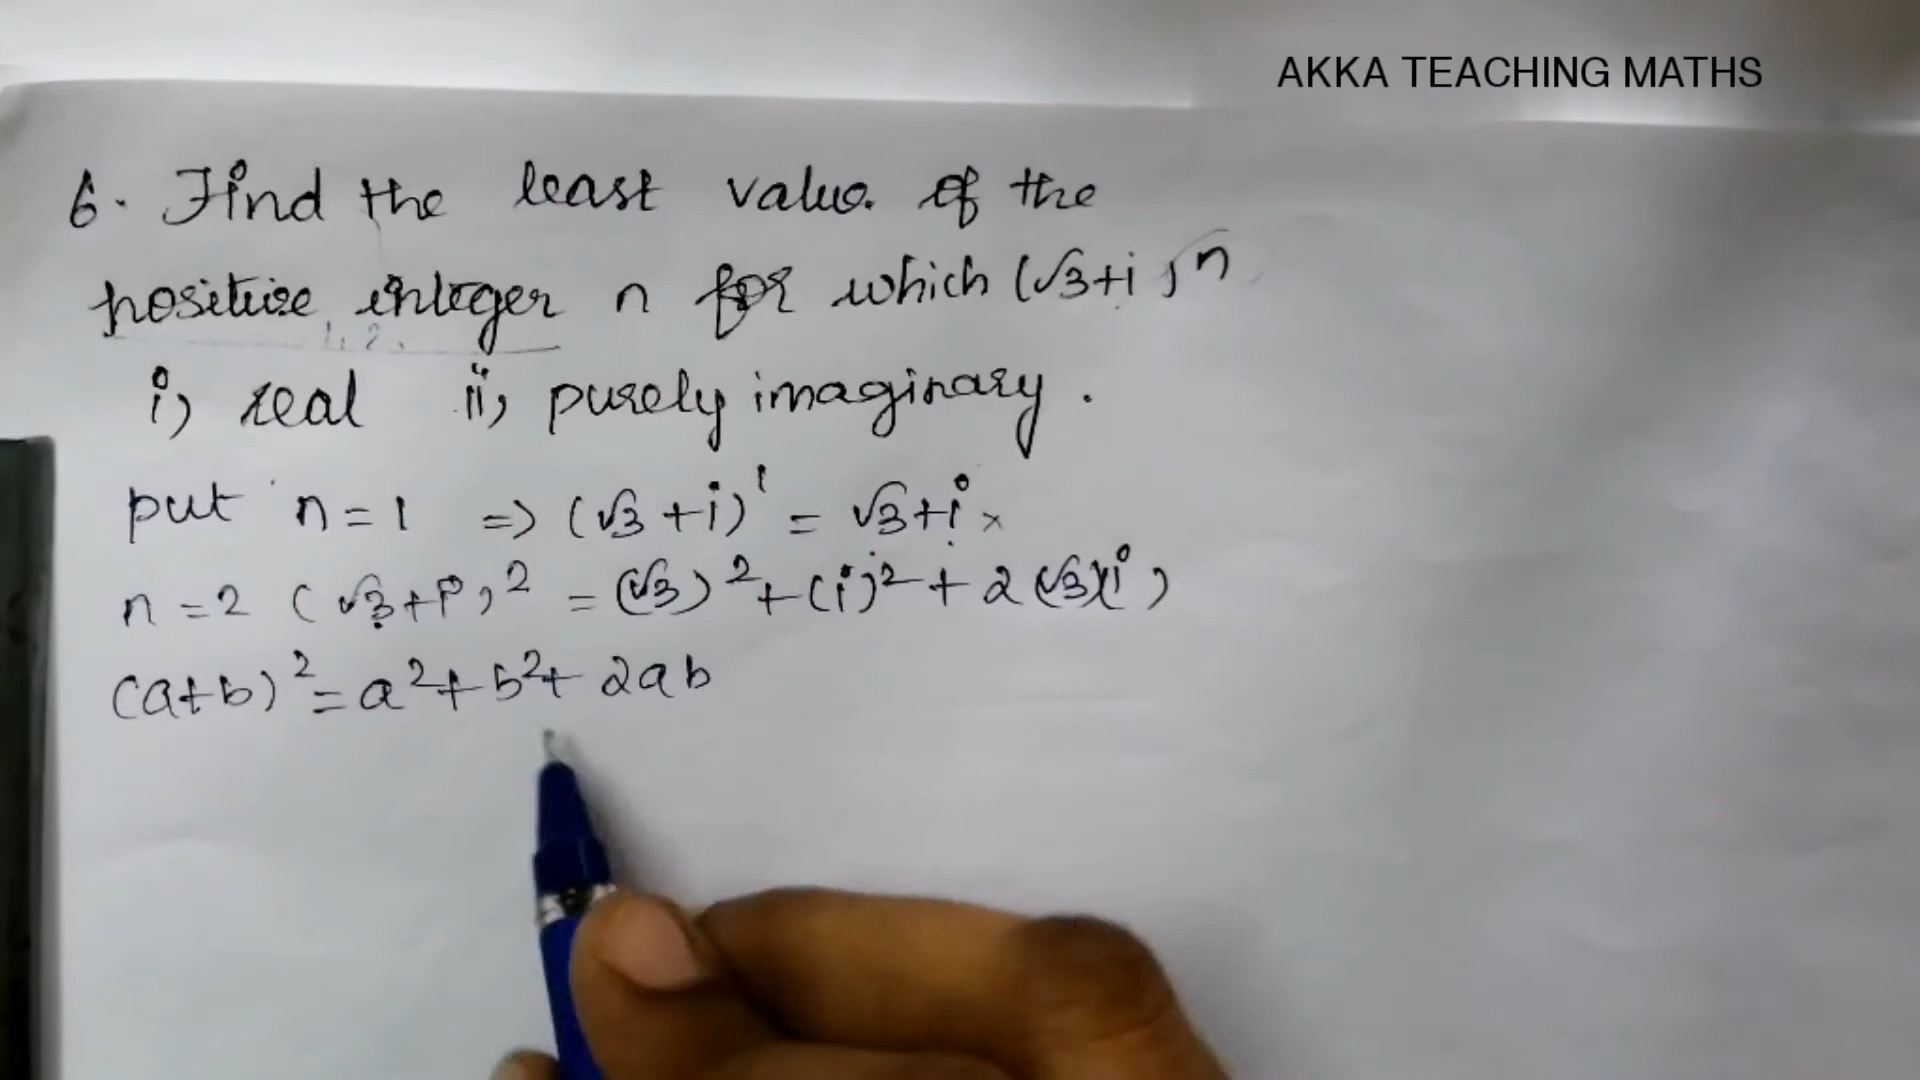 AKKA TEACHING MATHS
6. Find the least value of the
positive integer n for which (√3+i)ⁿ
i) real ii) purely imaginary.
put n=1 => (√3+i)¹ = √3+i ×
n=2 (√3+i)² = (√3)²+(i)²+2(√3)(i)
(a+b)²=a²+b²+2ab